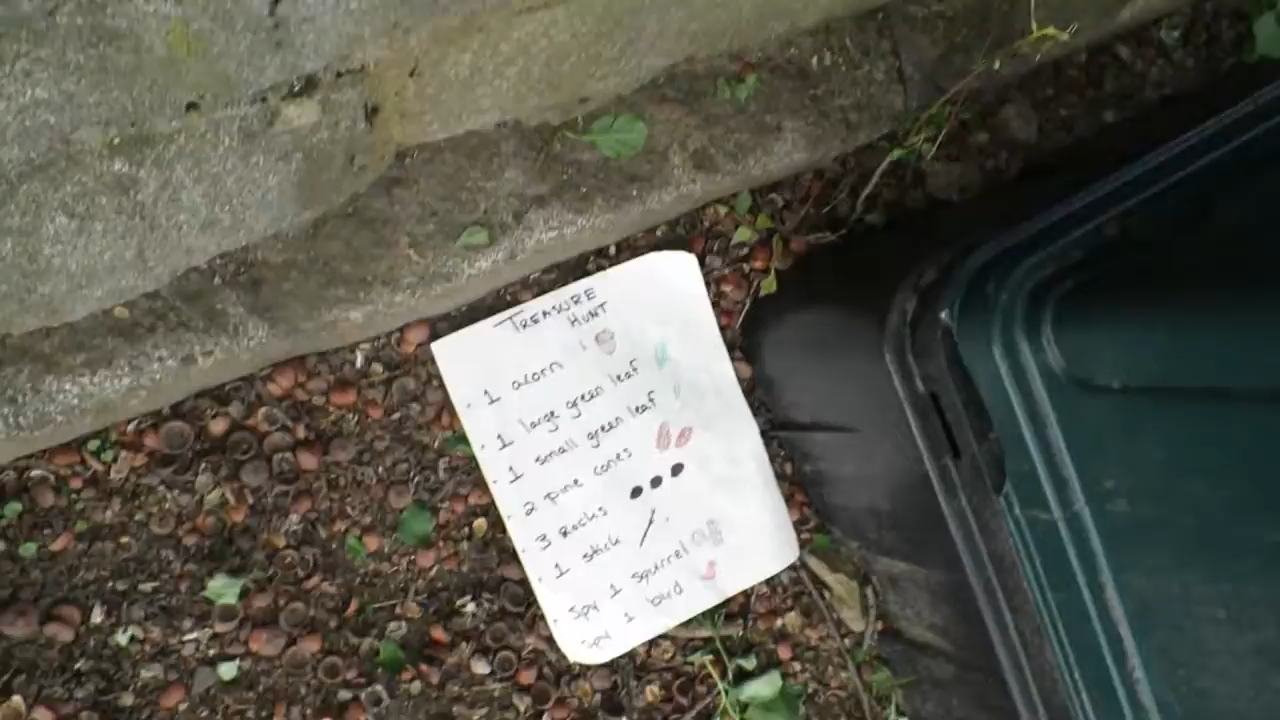 TREASURE
HUNT
· 1 acorn
· 1 large green leaf
· 1 small green leaf
· 2 pine cones
· 3 Rocks
· 1 stick
· Spy 1 squirrel
Spy 1 bird